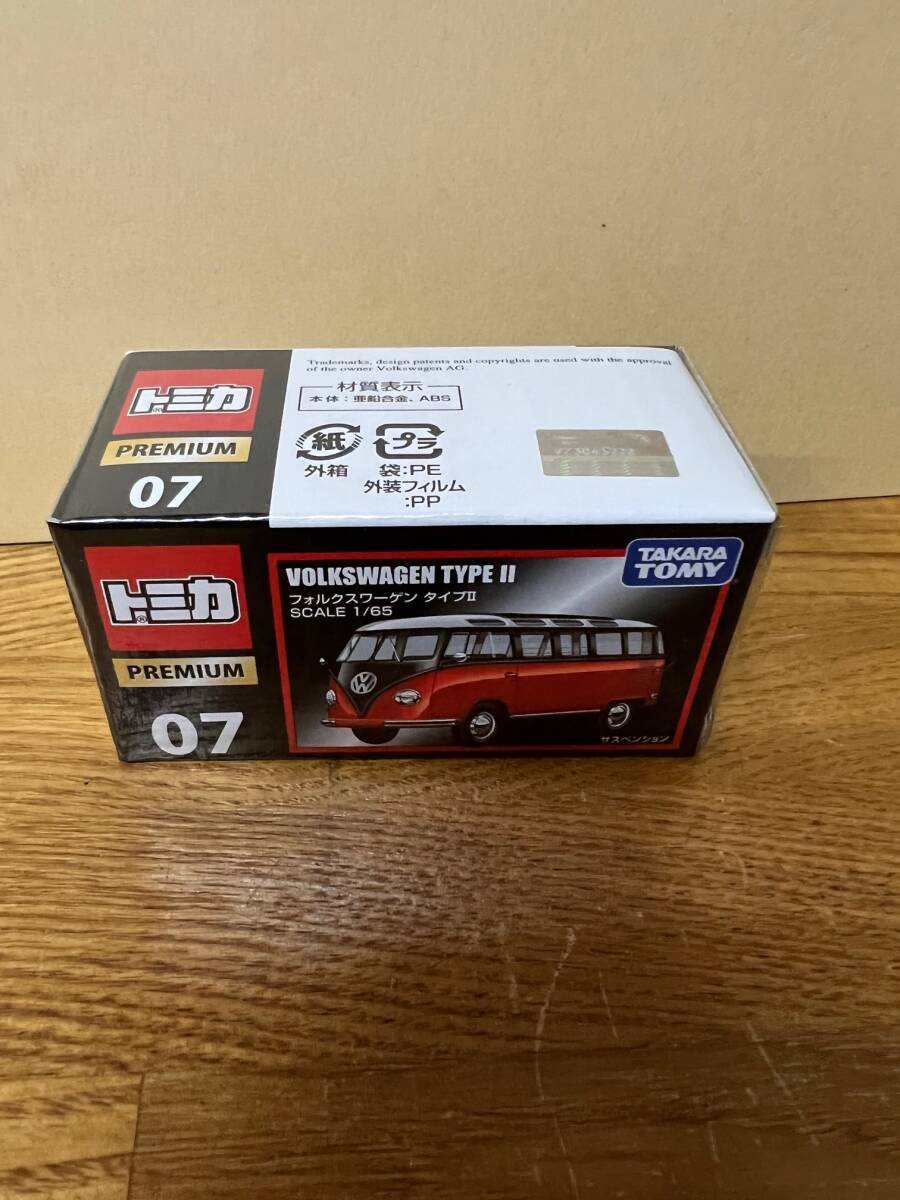 トミカ
PREMIUM
07
Trademarks, design patents and copyrights are used with the approval
of the owner Volkswagen AG.
材質表示
本体：亜鉛合金、ABS
紙
外箱
プラ
袋:PE
外装フィルム
:PP
トミカ®
PREMIUM
07
VOLKSWAGEN TYPE II
フォルクスワーゲン タイプII
SCALE 1/65
TAKARA
TOMY
サスペンション